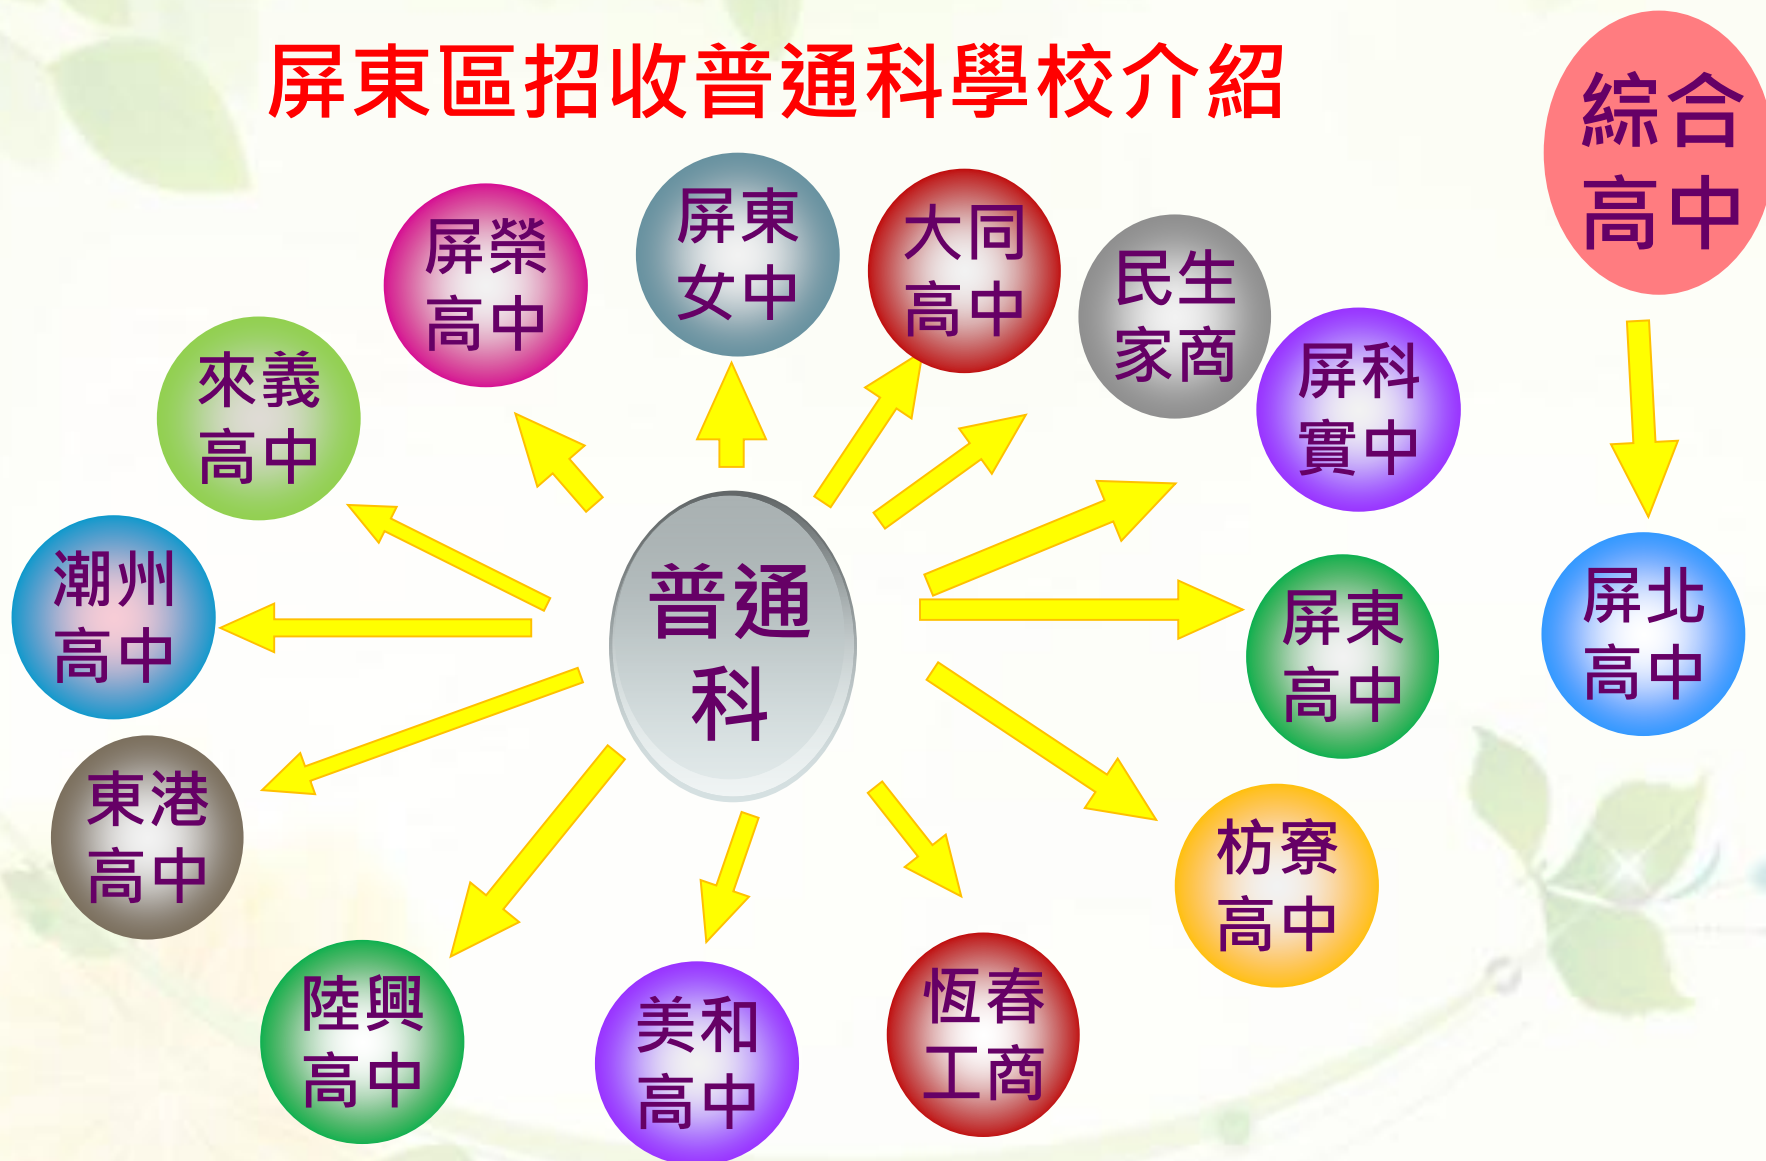 屏東區招收普通科學校介紹
綜合
高中
屏榮
高中
屏東
女中
大同
高中
民生
家商
屏科
實中
來義
高中
潮州
高中
普通
科
屏東
高中
屏北
高中
東港
高中
枋寮
高中
陸興
高中
美和
高中
恆春
工商